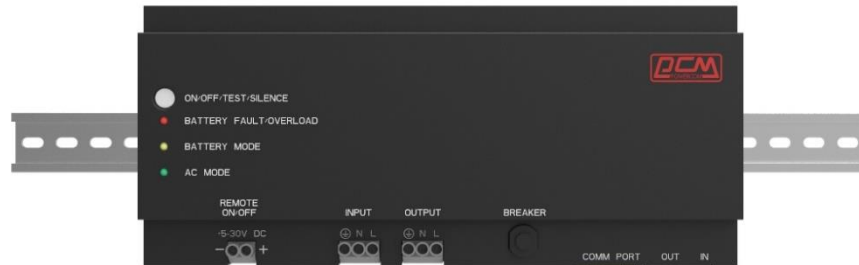 PCM
POWERCOM
ON/OFF/TEST/SILENCE
BATTERY FAULT/OVERLOAD
BATTERY MODE
AC MODE
REMOTE
ON/OFF
INPUT
OUTPUT
BREAKER
-5-30V DC
⏚ N L
⏚ N L
− +
COMM PORT
OUT
IN